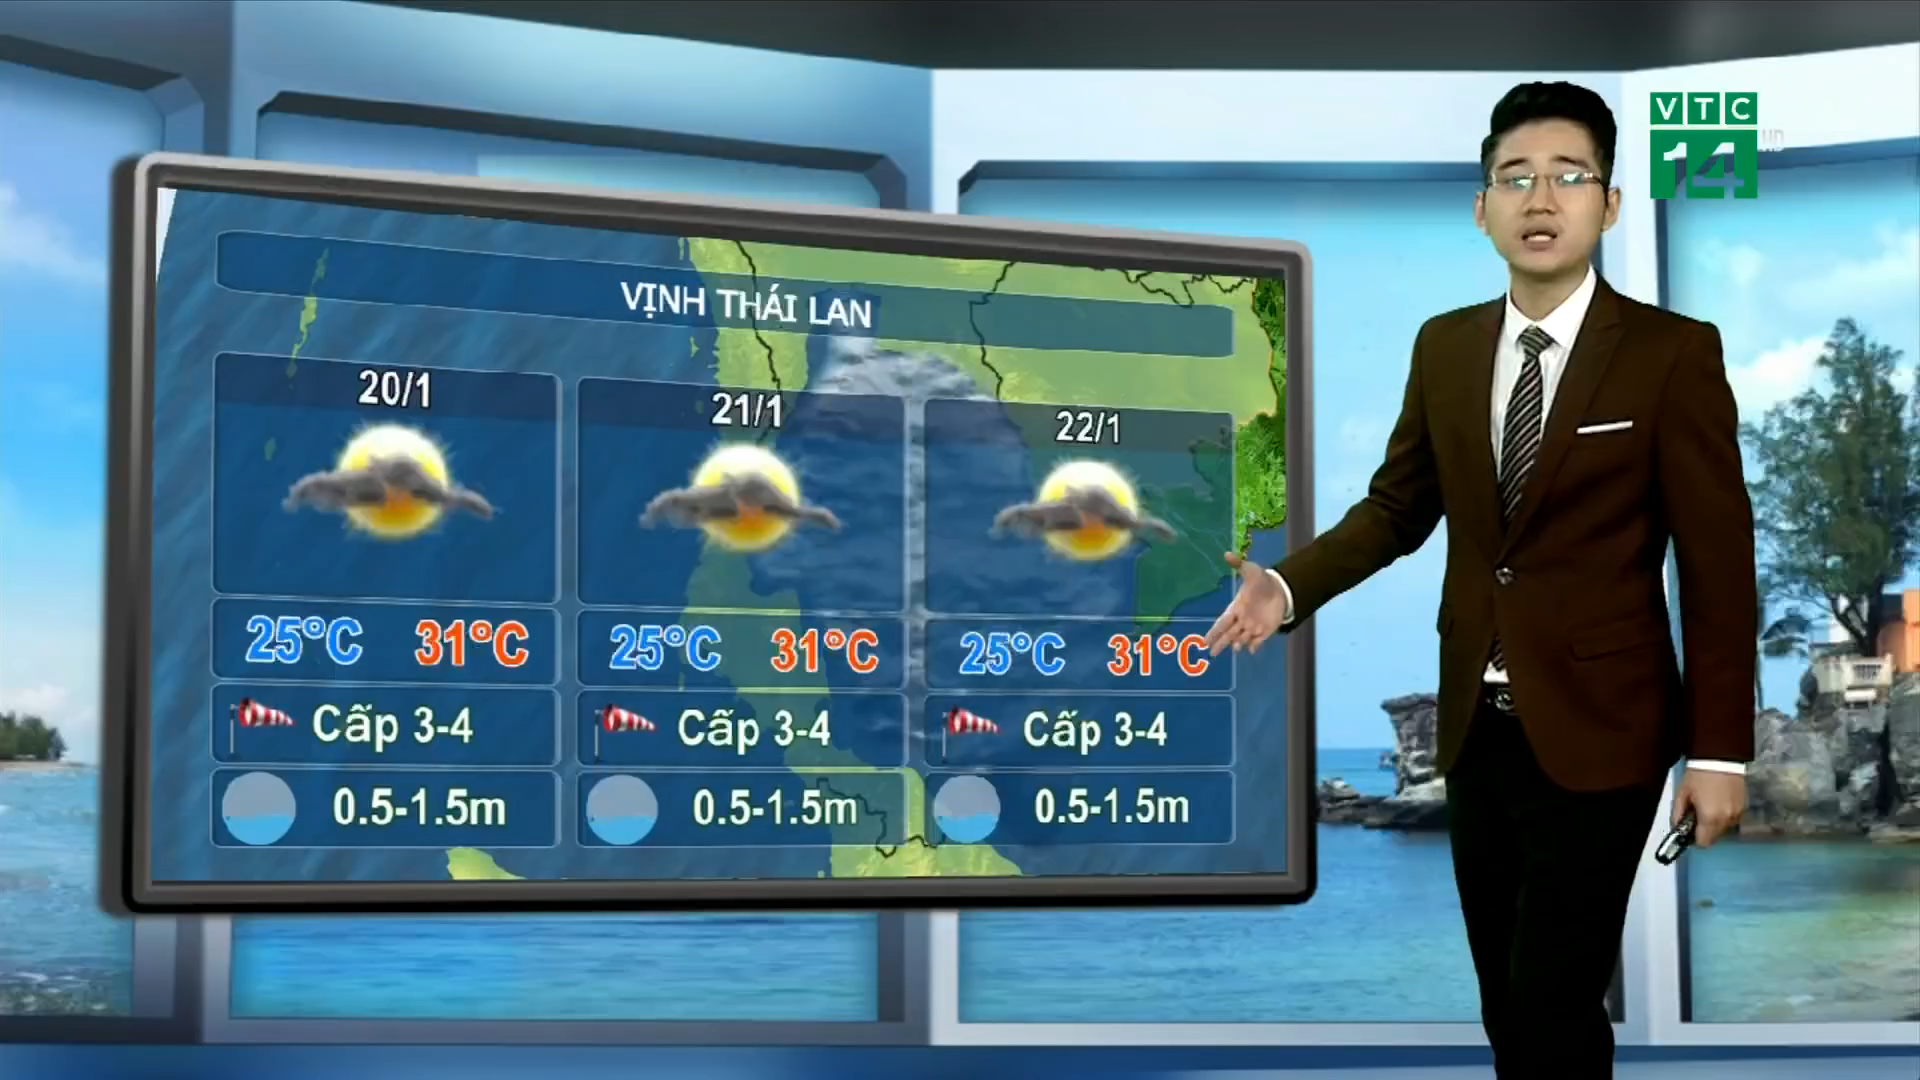 VTC
14
HD
VỊNH THÁI LAN
20/1
21/1
22/1
25°C 31°C
25°C 31°C
25°C 31°C
Cấp 3-4
Cấp 3-4
Cấp 3-4
0.5-1.5m
0.5-1.5m
0.5-1.5m